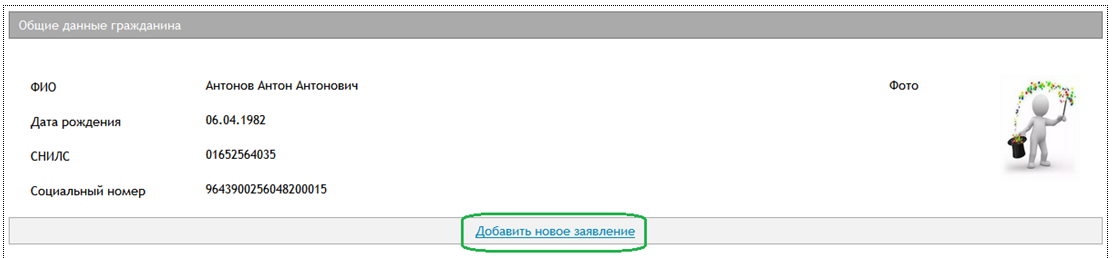 Общие данные гражданина
ФИО Антонов Антон Антонович Фото
Дата рождения 06.04.1982
СНИЛС 01652564035
Социальный номер 9643900256048200015
Добавить новое заявление